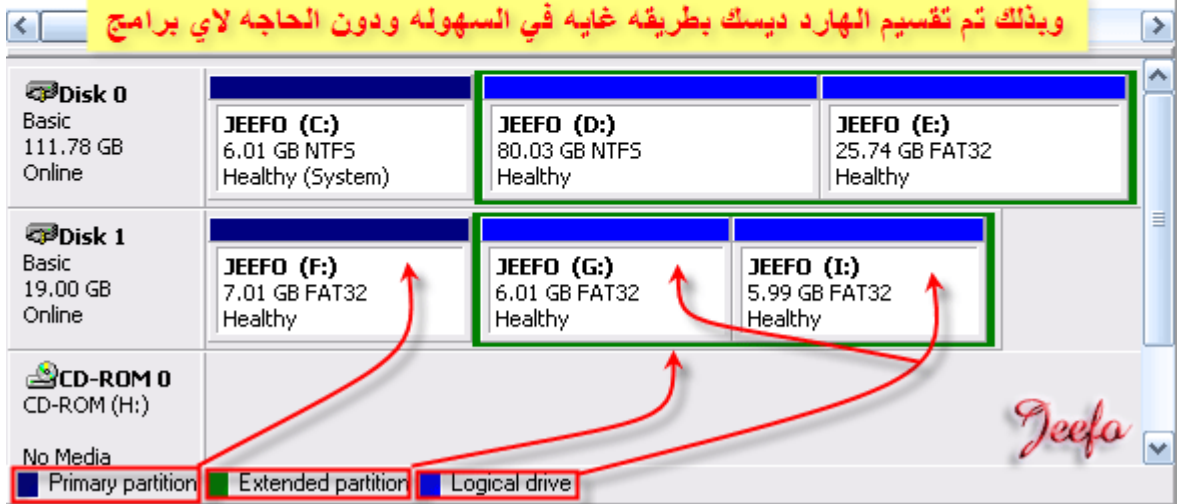 وبذلك تم تقسيم الهارد ديسك بطريقه غايه في السهوله ودون الحاجه لاي برامج
Disk 0
Basic
111.78 GB
Online
JEEFO (C:)
6.01 GB NTFS
Healthy (System)
JEEFO (D:)
80.03 GB NTFS
Healthy
JEEFO (E:)
25.74 GB FAT32
Healthy
Disk 1
Basic
19.00 GB
Online
JEEFO (F:)
7.01 GB FAT32
Healthy
JEEFO (G:)
6.01 GB FAT32
Healthy
JEEFO (I:)
5.99 GB FAT32
Healthy
CD-ROM 0
CD-ROM (H:)
No Media
Jeefo
Primary partition Extended partition Logical drive